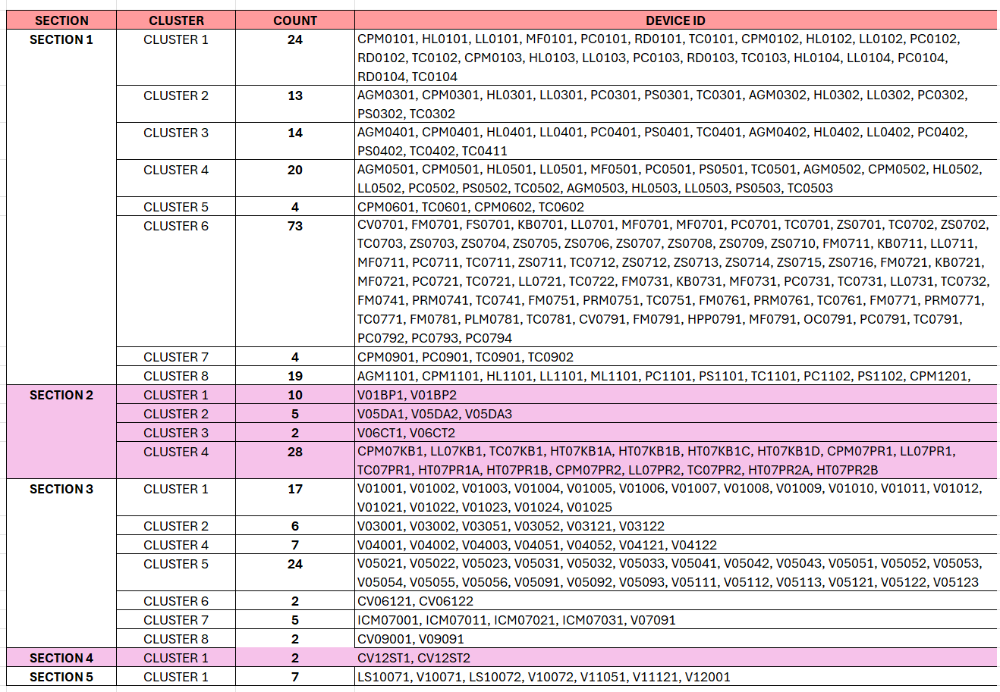 SECTION CLUSTER COUNT DEVICE ID
SECTION 1 CLUSTER 1 24 CPM0101, HL0101, LL0101, MF0101, PC0101, RD0101, TC0101, CPM0102, HL0102, LL0102, PC0102,
RD0102, TC0102, CPM0103, HL0103, LL0103, PC0103, RD0103, TC0103, HL0104, LL0104, PC0104,
RD0104, TC0104
CLUSTER 2 13 AGM0301, CPM0301, HL0301, LL0301, PC0301, PS0301, TC0301, AGM0302, HL0302, LL0302, PC0302,
PS0302, TC0302
CLUSTER 3 14 AGM0401, CPM0401, HL0401, LL0401, PC0401, PS0401, TC0401, AGM0402, HL0402, LL0402, PC0402,
PS0402, TC0402, TC0411
CLUSTER 4 20 AGM0501, CPM0501, HL0501, LL0501, MF0501, PC0501, PS0501, TC0501, AGM0502, CPM0502, HL0502,
LL0502, PC0502, PS0502, TC0502, AGM0503, HL0503, LL0503, PS0503, TC0503
CLUSTER 5 4 CPM0601, TC0601, CPM0602, TC0602
CLUSTER 6 73 CV0701, FM0701, FS0701, KB0701, LL0701, MF0701, MF0701, PC0701, TC0701, ZS0701, TC0702, ZS0702,
TC0703, ZS0703, ZS0704, ZS0705, ZS0706, ZS0707, ZS0708, ZS0709, ZS0710, FM0711, KB0711, LL0711,
MF0711, PC0711, TC0711, ZS0711, TC0712, ZS0712, ZS0713, ZS0714, ZS0715, ZS0716, FM0721, KB0721,
MF0721, PC0721, TC0721, LL0721, TC0722, FM0731, KB0731, MF0731, PC0731, TC0731, LL0731, TC0732,
FM0741, PRM0741, TC0741, FM0751, PRM0751, TC0751, FM0761, PRM0761, TC0761, FM0771, PRM0771,
TC0771, FM0781, PLM0781, TC0781, CV0791, FM0791, HPP0791, MF0791, OC0791, PC0791, TC0791,
PC0792, PC0793, PC0794
CLUSTER 7 4 CPM0901, PC0901, TC0901, TC0902
CLUSTER 8 19 AGM1101, CPM1101, HL1101, LL1101, ML1101, PC1101, PS1101, TC1101, PC1102, PS1102, CPM1201,
SECTION 2 CLUSTER 1 10 V01BP1, V01BP2
CLUSTER 2 5 V05DA1, V05DA2, V05DA3
CLUSTER 3 2 V06CT1, V06CT2
CLUSTER 4 28 CPM07KB1, LL07KB1, TC07KB1, HT07KB1A, HT07KB1B, HT07KB1C, HT07KB1D, CPM07PR1, LL07PR1,
TC07PR1, HT07PR1A, HT07PR1B, CPM07PR2, LL07PR2, TC07PR2, HT07PR2A, HT07PR2B
SECTION 3 CLUSTER 1 17 V01001, V01002, V01003, V01004, V01005, V01006, V01007, V01008, V01009, V01010, V01011, V01012,
V01021, V01022, V01023, V01024, V01025
CLUSTER 2 6 V03001, V03002, V03051, V03052, V03121, V03122
CLUSTER 4 7 V04001, V04002, V04003, V04051, V04052, V04121, V04122
CLUSTER 5 24 V05021, V05022, V05023, V05031, V05032, V05033, V05041, V05042, V05043, V05051, V05052, V05053,
V05054, V05055, V05056, V05091, V05092, V05093, V05111, V05112, V05113, V05121, V05122, V05123
CLUSTER 6 2 CV06121, CV06122
CLUSTER 7 5 ICM07001, ICM07011, ICM07021, ICM07031, V07091
CLUSTER 8 2 CV09001, V09091
SECTION 4 CLUSTER 1 2 CV12ST1, CV12ST2
SECTION 5 CLUSTER 1 7 LS10071, V10071, LS10072, V10072, V11051, V11121, V12001